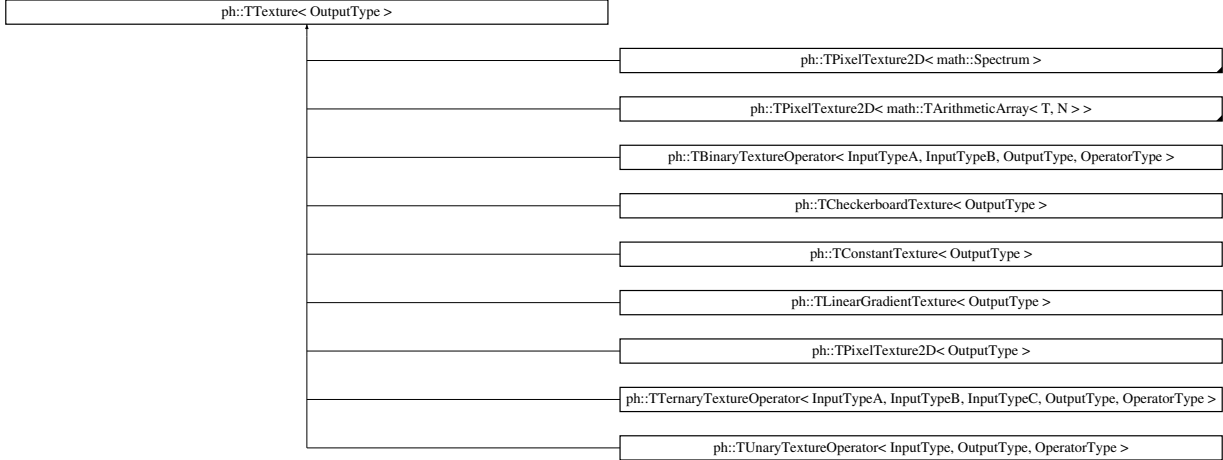 ph::TTexture< OutputType >
ph::TPixelTexture2D< math::Spectrum >
ph::TPixelTexture2D< math::TArithmeticArray< T, N > >
ph::TBinaryTextureOperator< InputTypeA, InputTypeB, OutputType, OperatorType >
ph::TCheckerboardTexture< OutputType >
ph::TConstantTexture< OutputType >
ph::TLinearGradientTexture< OutputType >
ph::TPixelTexture2D< OutputType >
ph::TTernaryTextureOperator< InputTypeA, InputTypeB, InputTypeC, OutputType, OperatorType >
ph::TUnaryTextureOperator< InputType, OutputType, OperatorType >